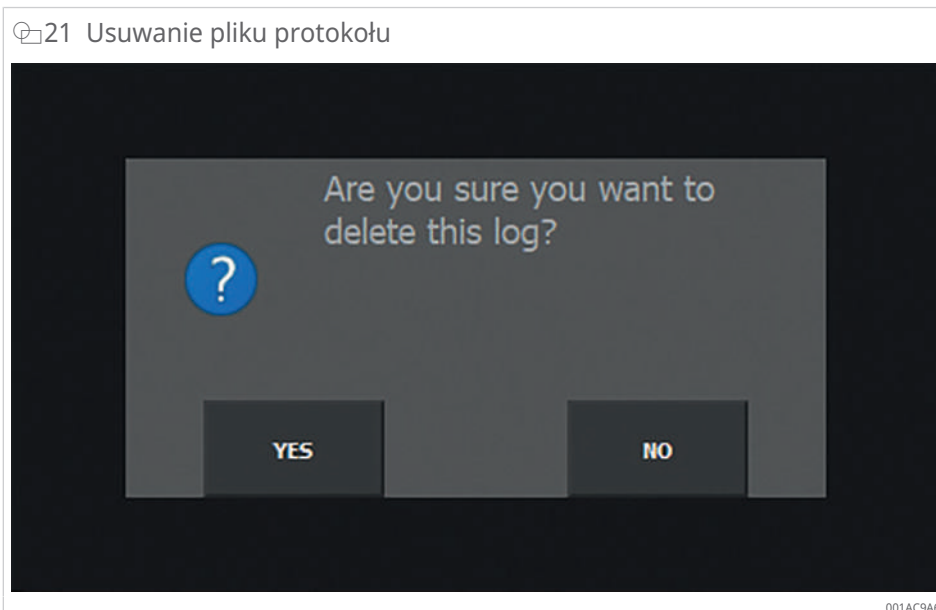 21 Usuwanie pliku protokołu
Are you sure you want to
delete this log?
?
YES
NO